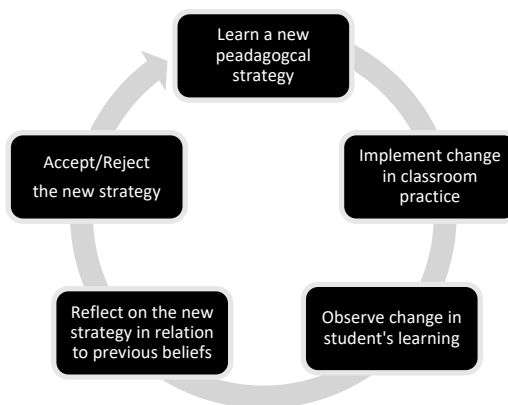 Learn a new
peadagogcal
strategy
Implement change
in classroom
practice
Observe change in
student's learning
Reflect on the new
strategy in relation
to previous beliefs
Accept/Reject
the new strategy